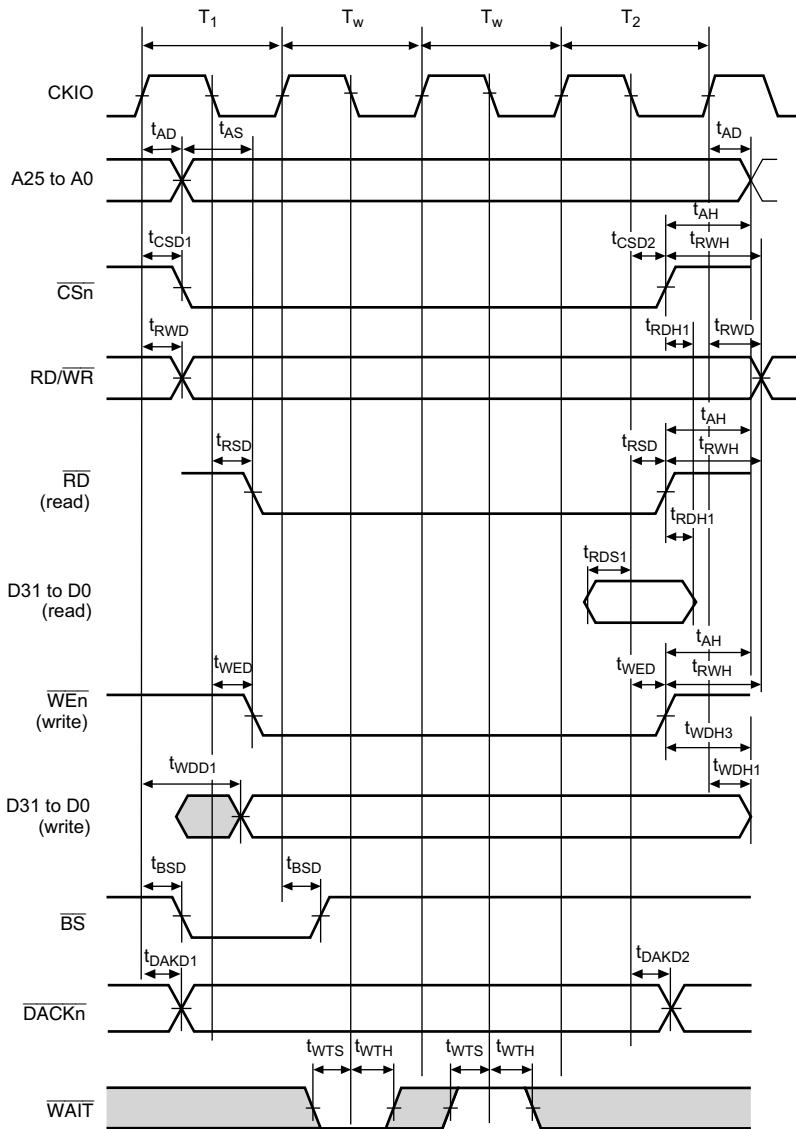 T1 Tw Tw T2
CKIO
tAD tAS tAD
A25 to A0
tAH
tCSD1 tCSD2 tRWH
CSn
tRWD tRDH1 tRWD
RD/WR
tAH
tRSD tRSD tRWH
RD
(read)
tRDH1
tRDS1
D31 to D0
(read)
tAH
tWED tWED tRWH
WEn
(write)
tWDH3
tWDD1 tWDH1
D31 to D0
(write)
tBSD tBSD
BS
tDAKD1 tDAKD2
DACKn
tWTS tWTH tWTS tWTH
WAIT